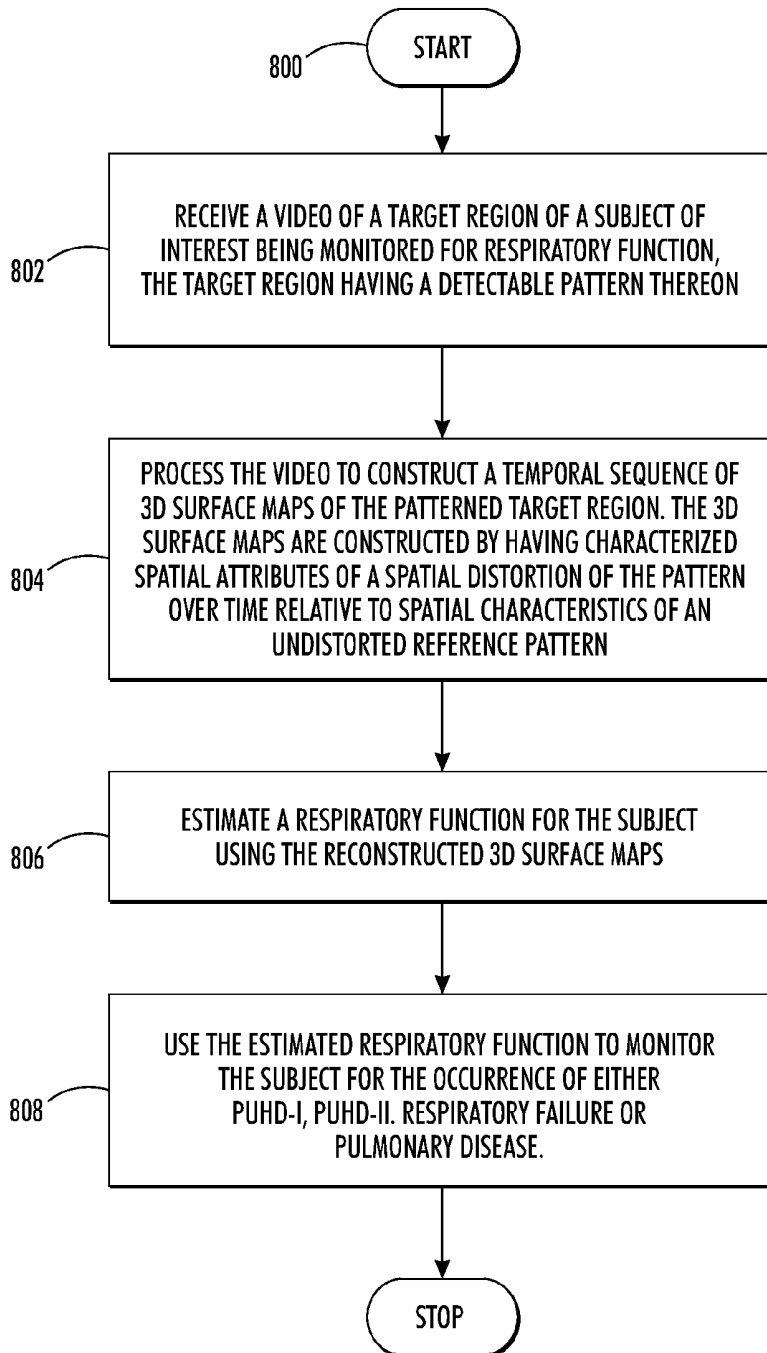 START
800
RECEIVE A VIDEO OF A TARGET REGION OF A SUBJECT OF
INTEREST BEING MONITORED FOR RESPIRATORY FUNCTION,
THE TARGET REGION HAVING A DETECTABLE PATTERN THEREON
802
PROCESS THE VIDEO TO CONSTRUCT A TEMPORAL SEQUENCE OF
3D SURFACE MAPS OF THE PATTERNED TARGET REGION. THE 3D
SURFACE MAPS ARE CONSTRUCTED BY HAVING CHARACTERIZED
SPATIAL ATTRIBUTES OF A SPATIAL DISTORTION OF THE PATTERN
OVER TIME RELATIVE TO SPATIAL CHARACTERISTICS OF AN
UNDISTORTED REFERENCE PATTERN
804
ESTIMATE A RESPIRATORY FUNCTION FOR THE SUBJECT
USING THE RECONSTRUCTED 3D SURFACE MAPS
806
USE THE ESTIMATED RESPIRATORY FUNCTION TO MONITOR
THE SUBJECT FOR THE OCCURRENCE OF EITHER
PUHD-I, PUHD-II. RESPIRATORY FAILURE OR
PULMONARY DISEASE.
808
STOP